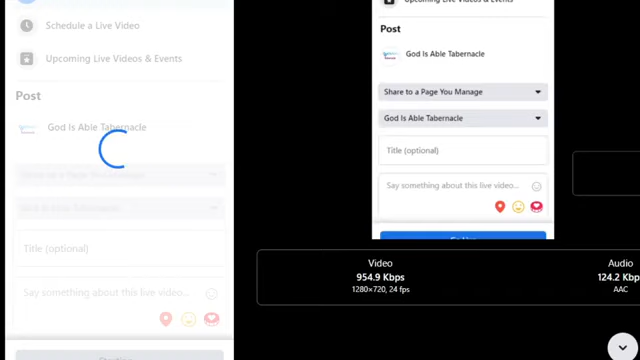 Schedule a Live Video
Upcoming Live Videos & Events
Post
God Is Able Tabernacle
Title (optional)
Say something about this live video...
Upcoming Live Videos & Events
Post
God Is Able Tabernacle
Share to a Page You Manage
God Is Able Tabernacle
Title (optional)
Say something about this live video...
Video
954.9 Kbps
1280×720, 24 fps
Audio
124.2 Kbp
AAC